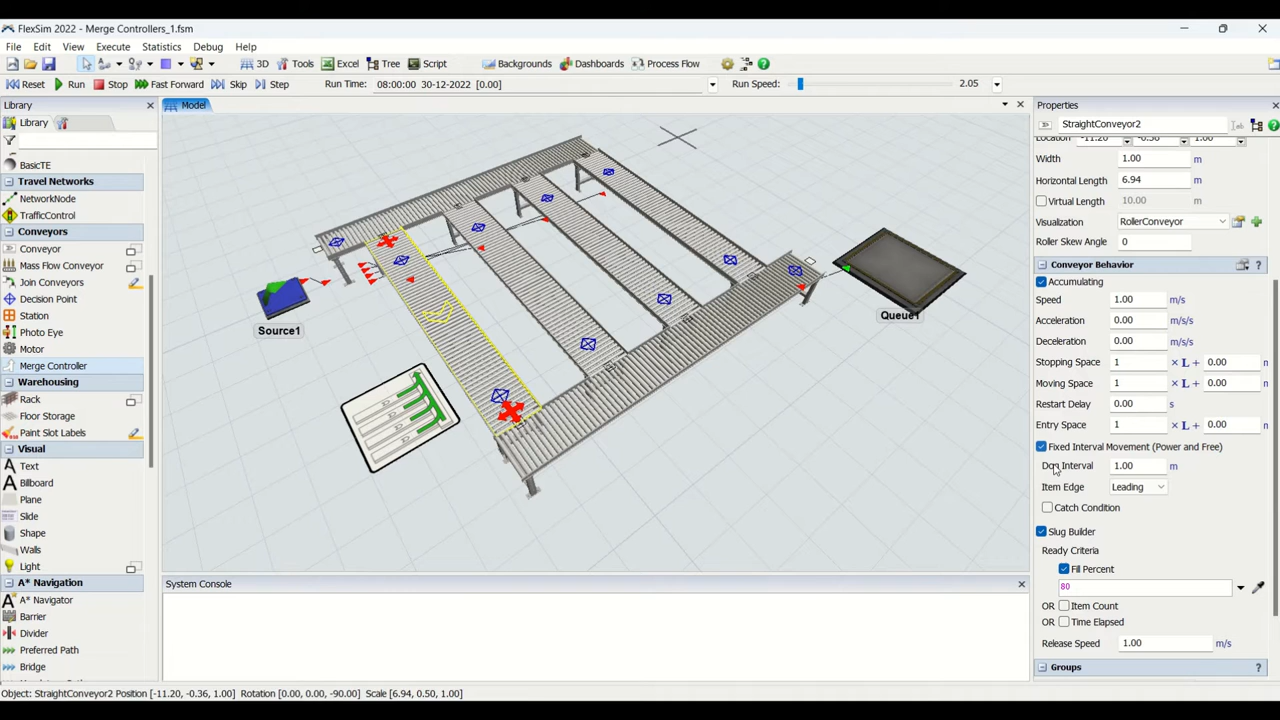 FlexSim 2022 - Merge Controllers_1.fsm
File Edit View Execute Statistics Debug Help
3D Tools Excel Tree Script Backgrounds Dashboards Process Flow
Reset Run Stop Fast Forward Skip Step Run Time: 08:00:00 30-12-2022 [0.00] Run Speed: 2.05
Library
Model
Properties
Library
StraightConveyor2
BasicTE
Travel Networks
NetworkNode
TrafficControl
Conveyors
Conveyor
Mass Flow Conveyor
Join Conveyors
Decision Point
Station
Photo Eye
Motor
Merge Controller
Warehousing
Rack
Floor Storage
Paint Slot Labels
Visual
Text
Billboard
Plane
Slide
Shape
Walls
Light
A* Navigation
A* Navigator
Barrier
Divider
Preferred Path
Bridge
Source1
Queue1
System Console
Width 1.00 m
Horizontal Length 6.94 m
Virtual Length 10.00 m
Visualization RollerConveyor
Roller Skew Angle 0
Conveyor Behavior
Accumulating
Speed 1.00 m/s
Acceleration 0.00 m/s/s
Deceleration 0.00 m/s/s
Stopping Space 1 × L + 0.00
Moving Space 1 × L + 0.00
Restart Delay 0.00 s
Entry Space 1 × L + 0.00
Fixed Interval Movement (Power and Free)
Dog Interval 1.00 m
Item Edge Leading
Catch Condition
Slug Builder
Ready Criteria
Fill Percent
80
OR Item Count
OR Time Elapsed
Release Speed 1.00 m/s
Groups
Object: StraightConveyor2 Position [-11.20, -0.36, 1.00] Rotation [0.00, 0.00, -90.00] Scale [6.94, 0.50, 1.00]